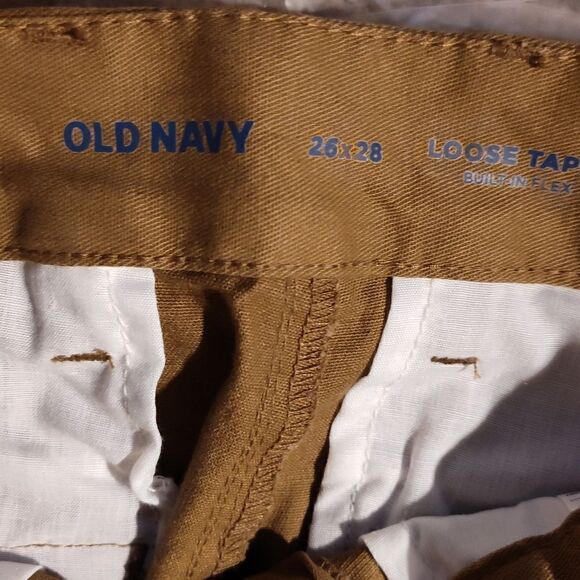 OLD NAVY
26x28
LOOSE TAP
BUILT-IN FLEX